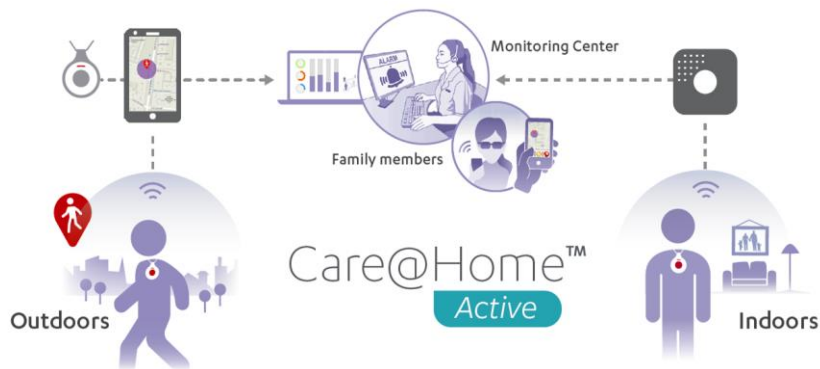 Monitoring Center
ALARM
Family members
Care@Home™
Active
Outdoors
Indoors